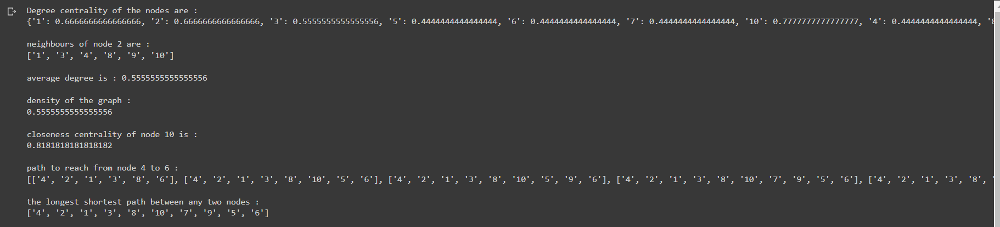 Degree centrality of the nodes are :
{'1': 0.6666666666666666, '2': 0.6666666666666666, '3': 0.5555555555555556, '5': 0.4444444444444444, '6': 0.4444444444444444, '7': 0.4444444444444444, '10': 0.7777777777777777, '4': 0.4444444444444444, '8
neighbours of node 2 are :
['1', '3', '4', '8', '9', '10']
average degree is : 0.5555555555555556
density of the graph :
0.5555555555555556
closeness centrality of node 10 is :
0.8181818181818182
path to reach from node 4 to 6 :
[['4', '2', '1', '3', '8', '6'], ['4', '2', '1', '3', '8', '10', '5', '6'], ['4', '2', '1', '3', '8', '10', '5', '9', '6'], ['4', '2', '1', '3', '8', '10', '7', '9', '5', '6'], ['4', '2', '1', '3', '8', '
the longest shortest path between any two nodes :
['4', '2', '1', '3', '8', '10', '7', '9', '5', '6']